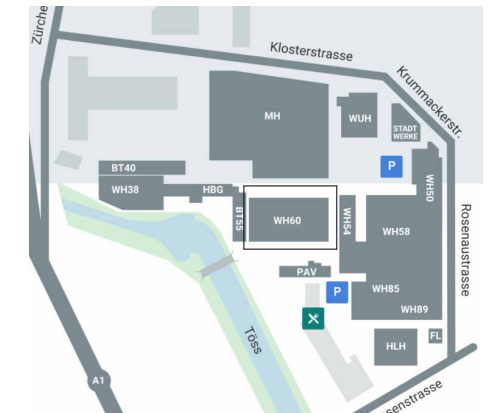 Zürche
Klosterstrasse
Krummackerstr.
MH
WUH
STADT
WERKE
P
BT40
WH38
HBG
BT55
WH60
WH54
WH58
WH50
Rosenaustrasse
PAV
P
WH85
WH89
Töss
HLH
FL
A1
senstrasse